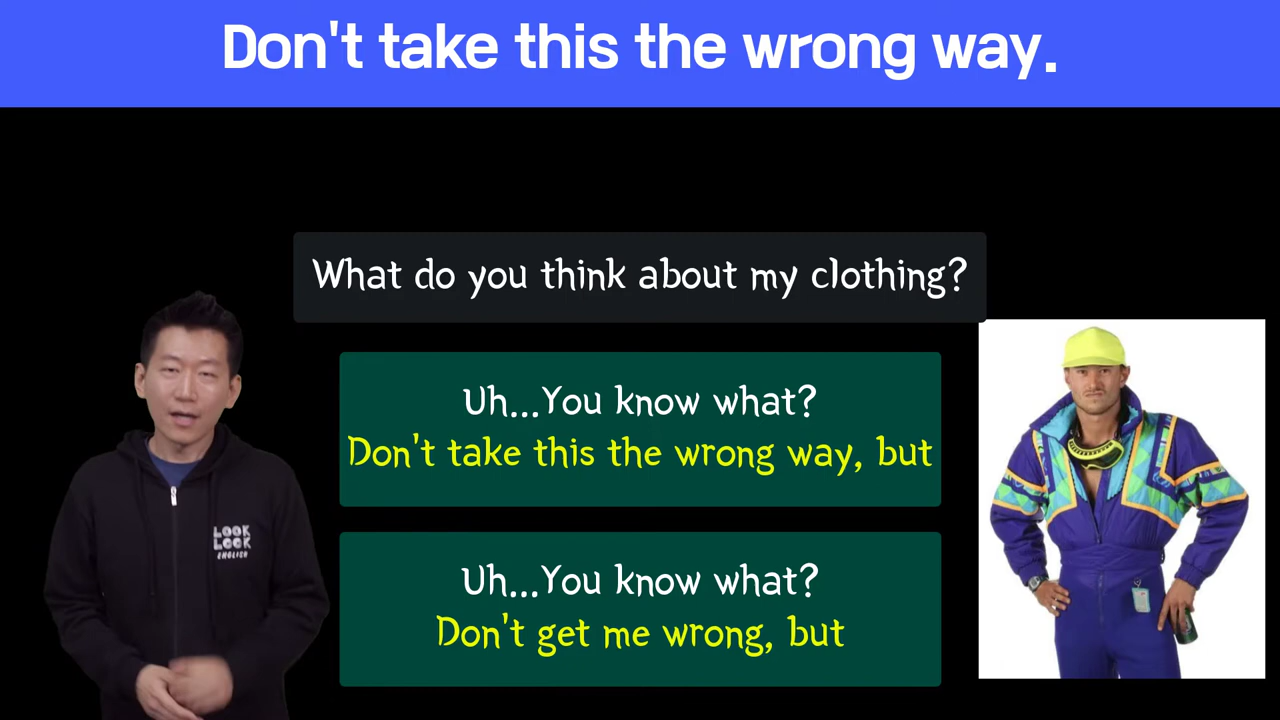 Don't take this the wrong way.
What do you think about my clothing?
Uh...You know what?
Don't take this the wrong way, but
Uh...You know what?
Don't get me wrong, but
LOOK
LOOK
ENGLISH